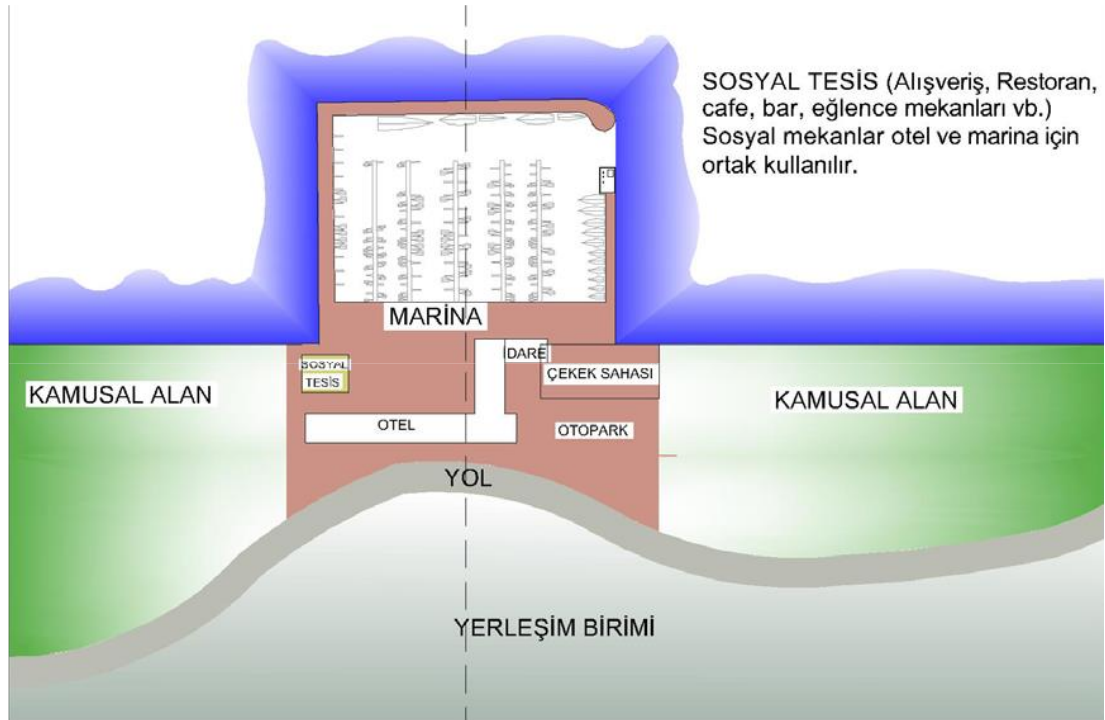 SOSYAL TESİS (Alışveriş, Restoran,
cafe, bar, eğlence mekanları vb.)
Sosyal mekanlar otel ve marina için
ortak kullanılır.
MARİNA
SOSYAL
TESİS
İDARE
ÇEKEK SAHASI
KAMUSAL ALAN
KAMUSAL ALAN
OTEL
OTOPARK
YOL
YERLEŞİM BİRİMİ